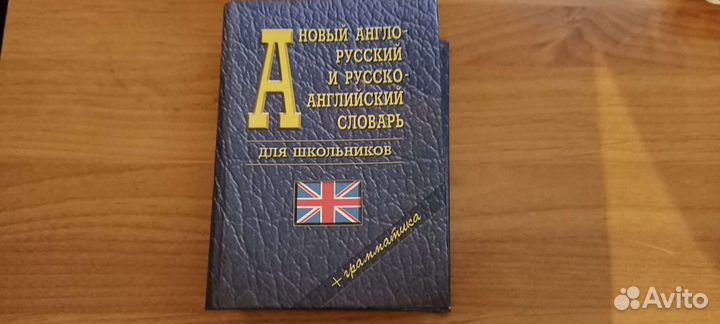 А
НОВЫЙ АНГЛО-
РУССКИЙ
И РУССКО-
АНГЛИЙСКИЙ
СЛОВАРЬ
ДЛЯ ШКОЛЬНИКОВ
+грамматика
Avito